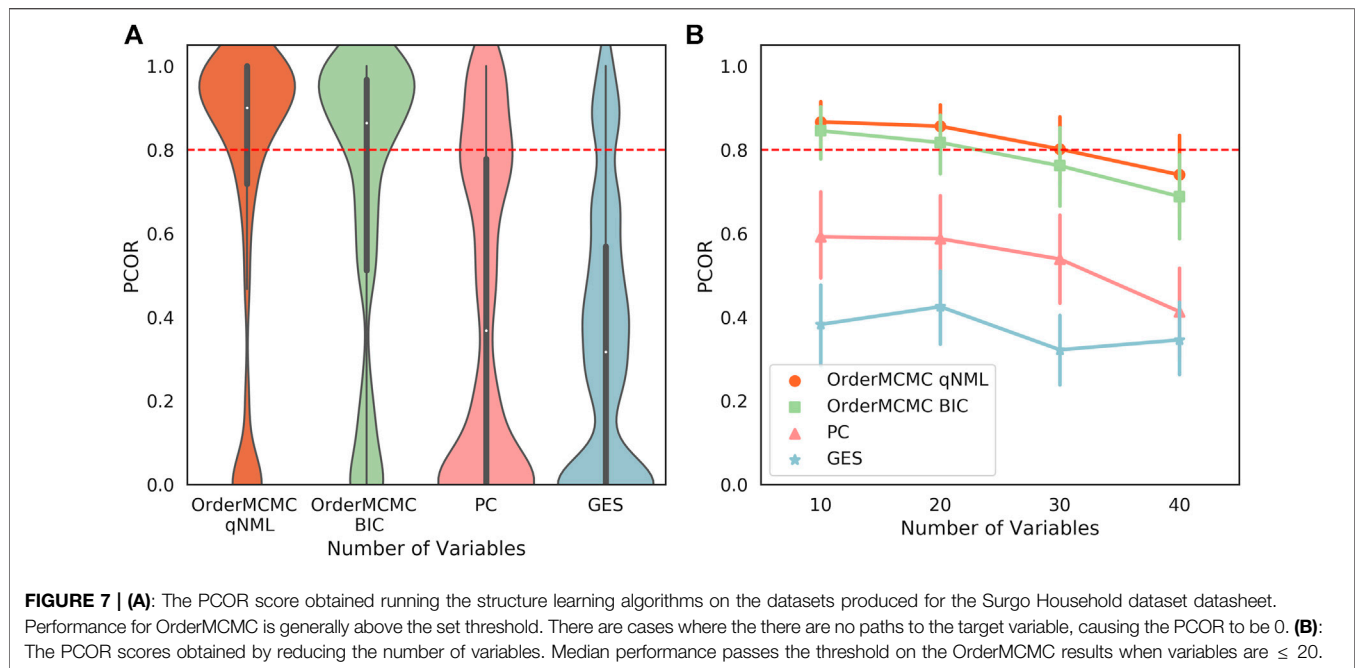 A
B
PCOR
1.0
0.8
0.6
0.4
0.2
0.0
OrderMCMC
qNML
OrderMCMC
BIC
PC
GES
Number of Variables
PCOR
1.0
0.8
0.6
0.4
0.2
0.0
OrderMCMC qNML
OrderMCMC BIC
PC
GES
10
20
30
40
Number of Variables
FIGURE 7 | (A): The PCOR score obtained running the structure learning algorithms on the datasets produced for the Surgo Household dataset datasheet.
Performance for OrderMCMC is generally above the set threshold. There are cases where the there are no paths to the target variable, causing the PCOR to be 0. (B):
The PCOR scores obtained by reducing the number of variables. Median performance passes the threshold on the OrderMCMC results when variables are ≤ 20.